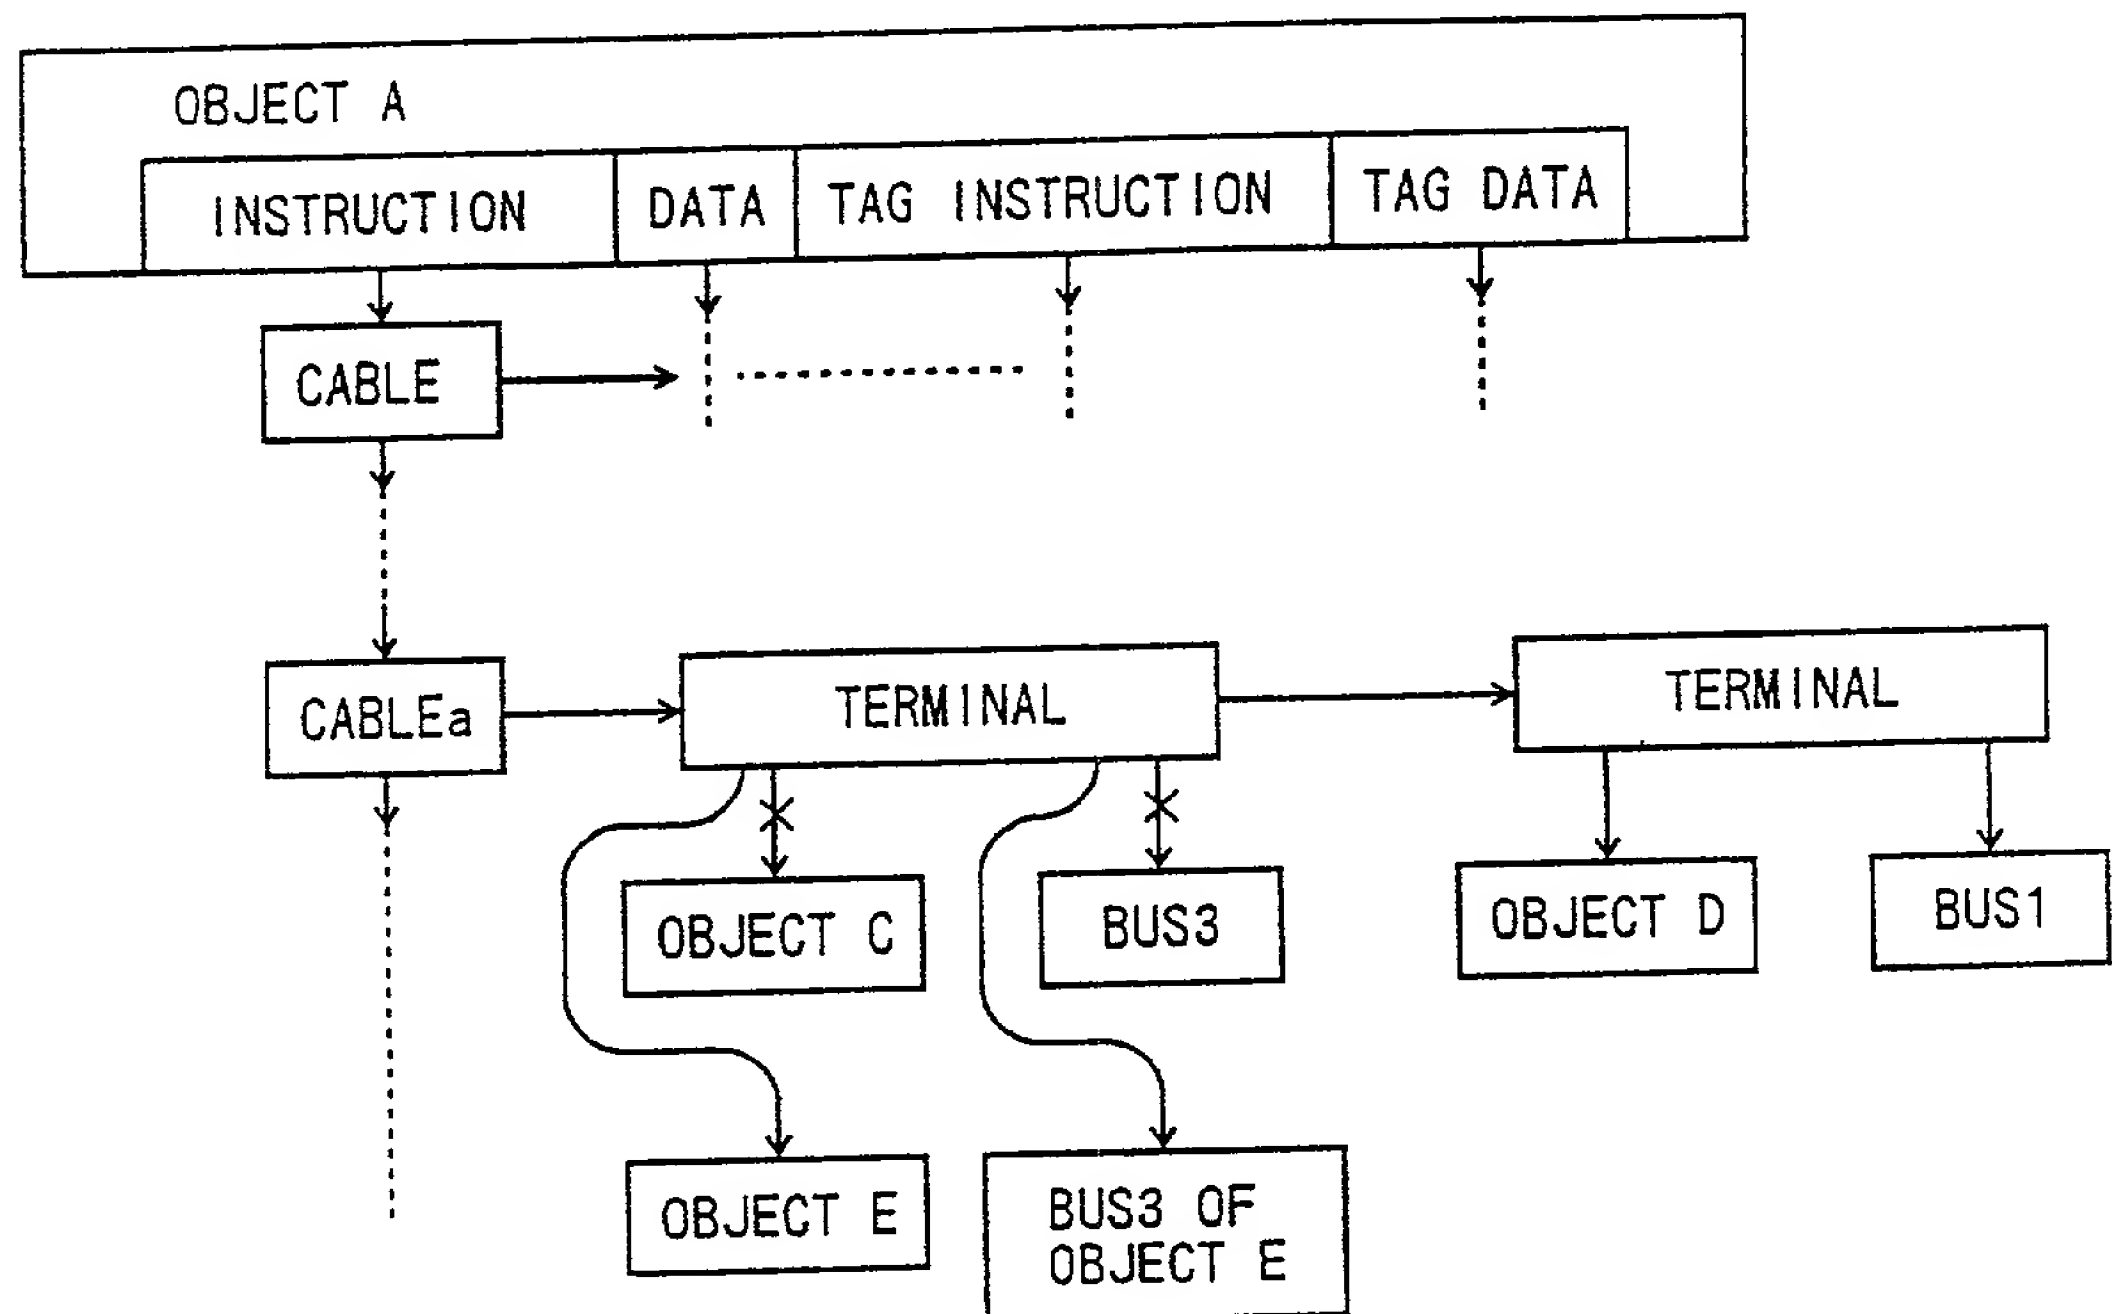 OBJECT A
INSTRUCTION
DATA
TAG INSTRUCTION
TAG DATA
CABLE
CABLEa
TERMINAL
TERMINAL
OBJECT C
BUS3
OBJECT D
BUS1
OBJECT E
BUS3 OF
OBJECT E